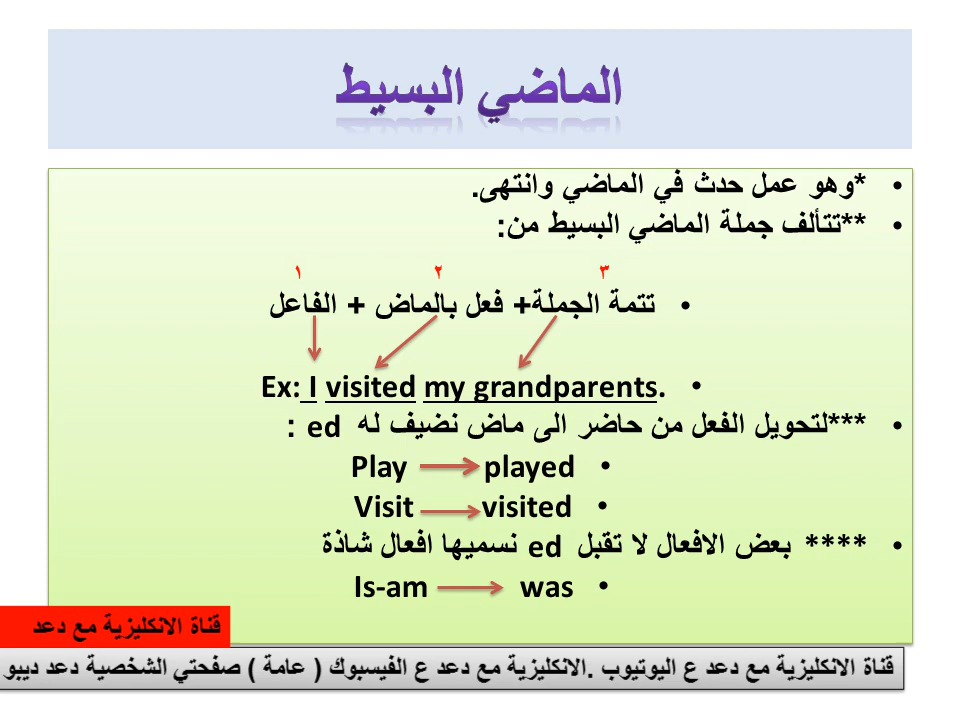 الماضي البسيط
• *وهو عمل حدث في الماضي وانتهى.
• **تتألف جملة الماضي البسيط من:
١ ٢ ٣
• تتمة الجملة+ فعل بالماض + الفاعل
• Ex: I visited my grandparents.
• ***لتحويل الفعل من حاضر الى ماض نضيف له ed :
• Play played
• Visit visited
• **** بعض الافعال لا تقبل ed نسميها افعال شاذة
• Is-am was
قناة الانكليزية مع دعد
قناة الانكليزية مع دعد ع اليوتيوب .الانكليزية مع دعد ع الفيسبوك ( عامة ) صفحتي الشخصية دعد ديبو